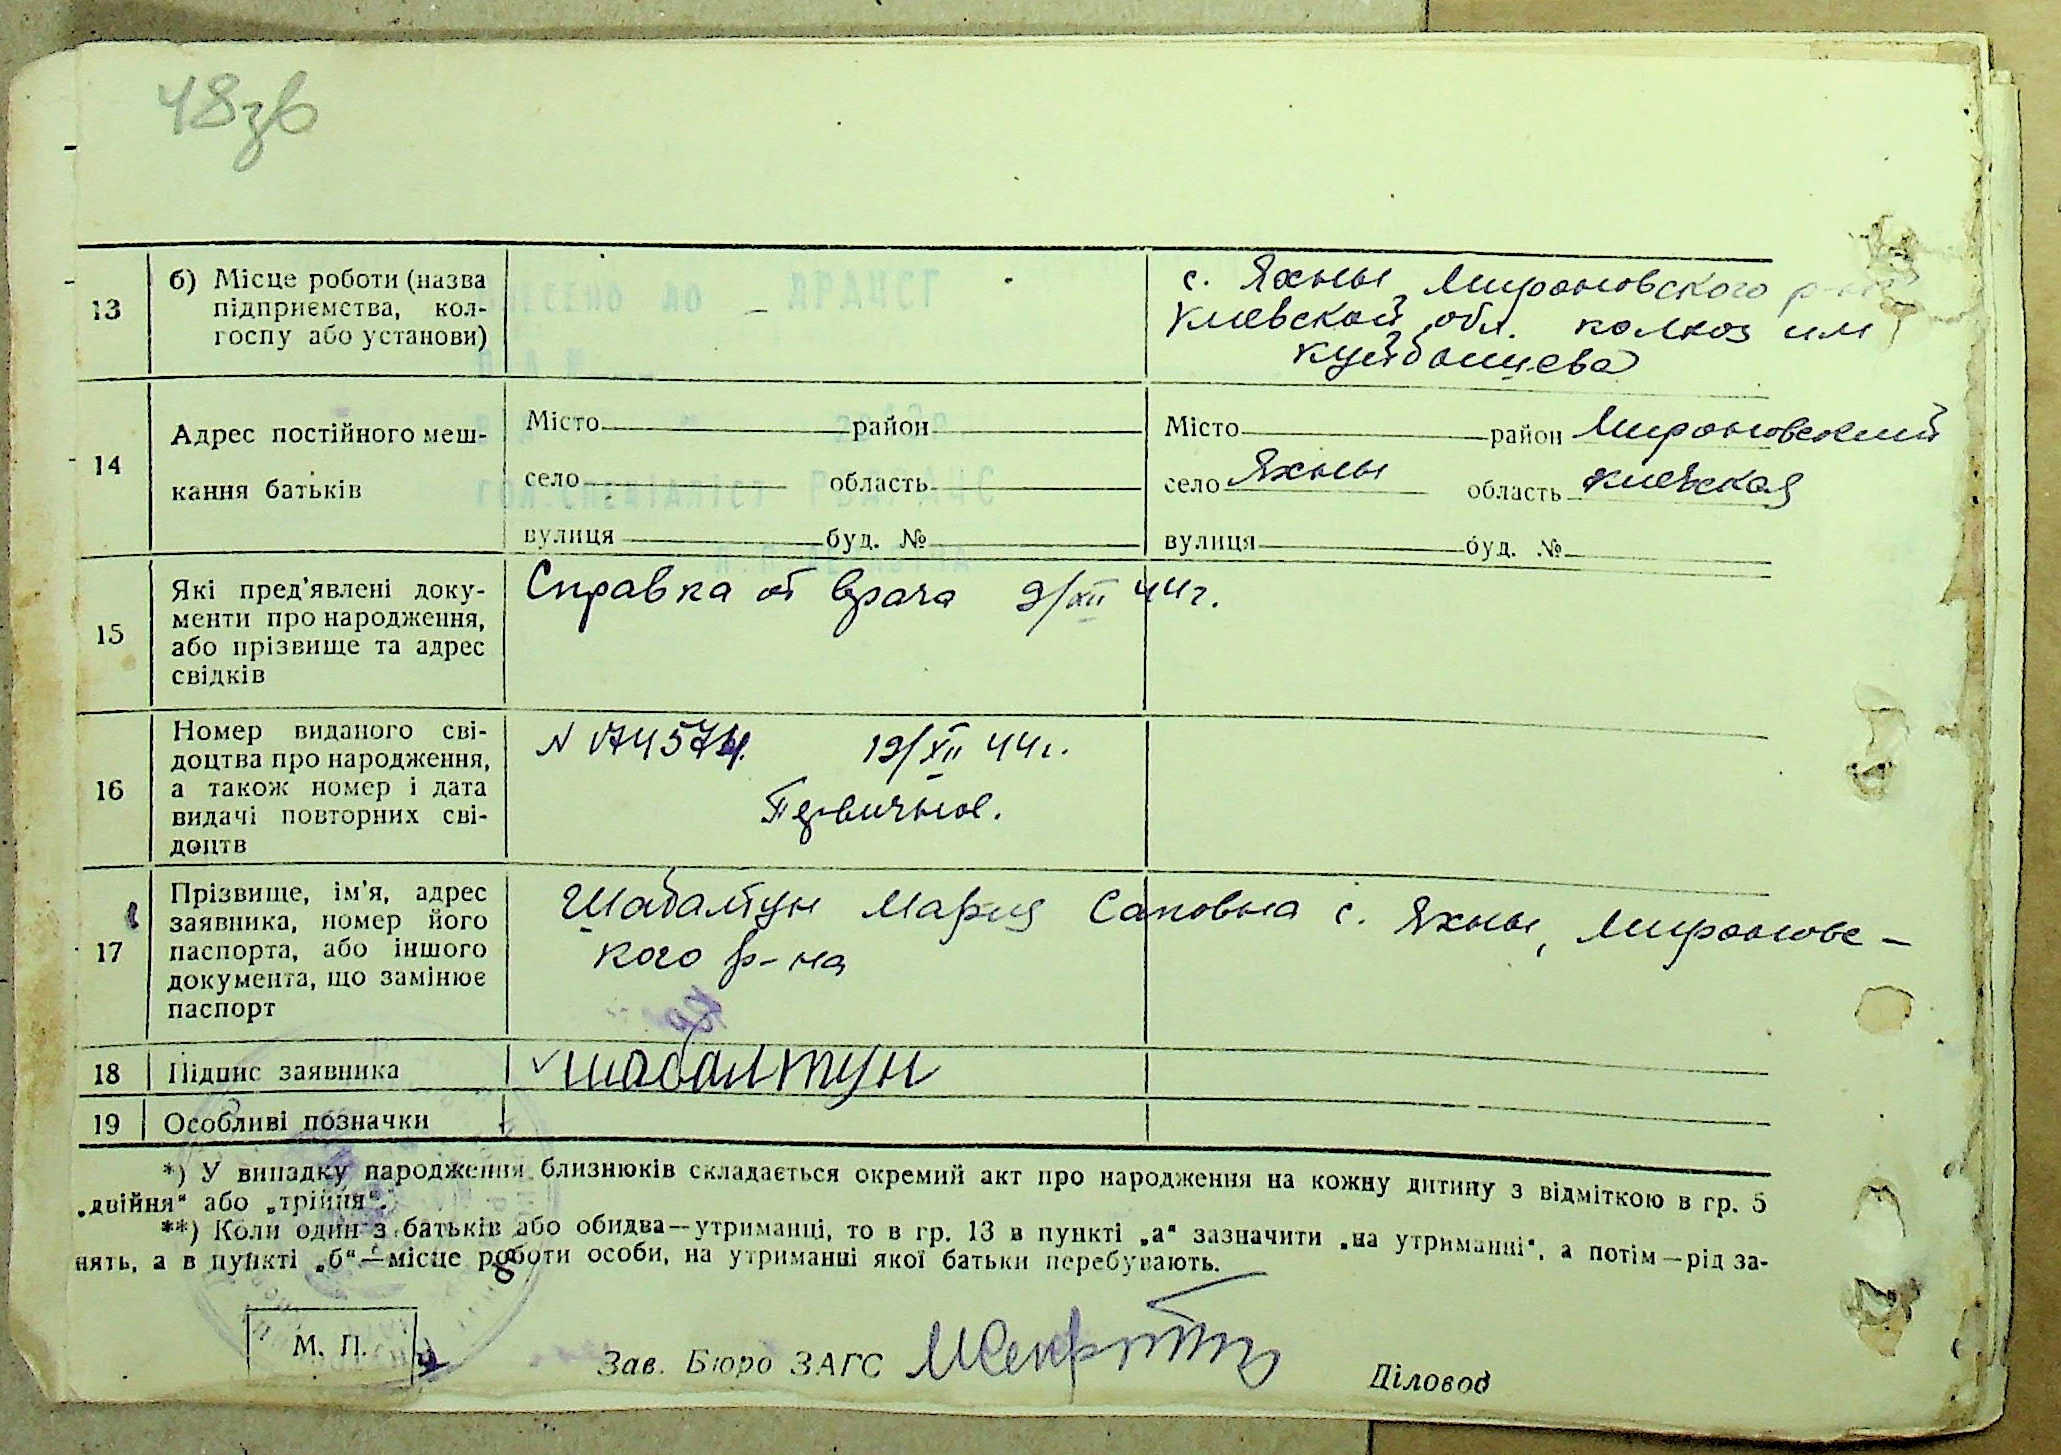 48зв
13
б) Місце роботи (назва
підприємства, кол-
госпу або установи)
–
с. Яхны Мироновского р-на
Киевской обл. колхоз им
куйбышева
14
Адрес постійного меш-
кання батьків
Місто район
село область
вулиця буд. №
Місто район Мироновский
село Яхны область киевская
вулиця буд. №
15
Які пред'явлені доку-
менти про народження,
або прізвище та адрес
свідків
Справка от врача 9/XII 44г.
16
Номер виданого сві-
доцтва про народження,
а також номер і дата
видачі повторних сві-
доцтв
N 12/XII 44г.
Первичное.
17
Прізвище, ім'я, адрес
заявника, номер його
паспорта, або іншого
документа, що замінює
паспорт
Шабалтун Мария с. Яхны, Мироновс-
кого р-на
18
Підпис заявника
шабалтун
19
Особливі позначки
*) У випадку народження близнюків складається окремий акт про народження на кожну дитину з відміткою в гр. 5
„двійня“ або „трійня“.
**) Коли один з батьків або обидва—утриманці, то в гр. 13 в пункті „а“ зазначити „на утриманні“, а потім—рід за-
нять, а в пункті „б“—місце роботи особи, на утриманні якої батьки перебувають.
М. П.
Зав. Бюро ЗАГС
Діловод